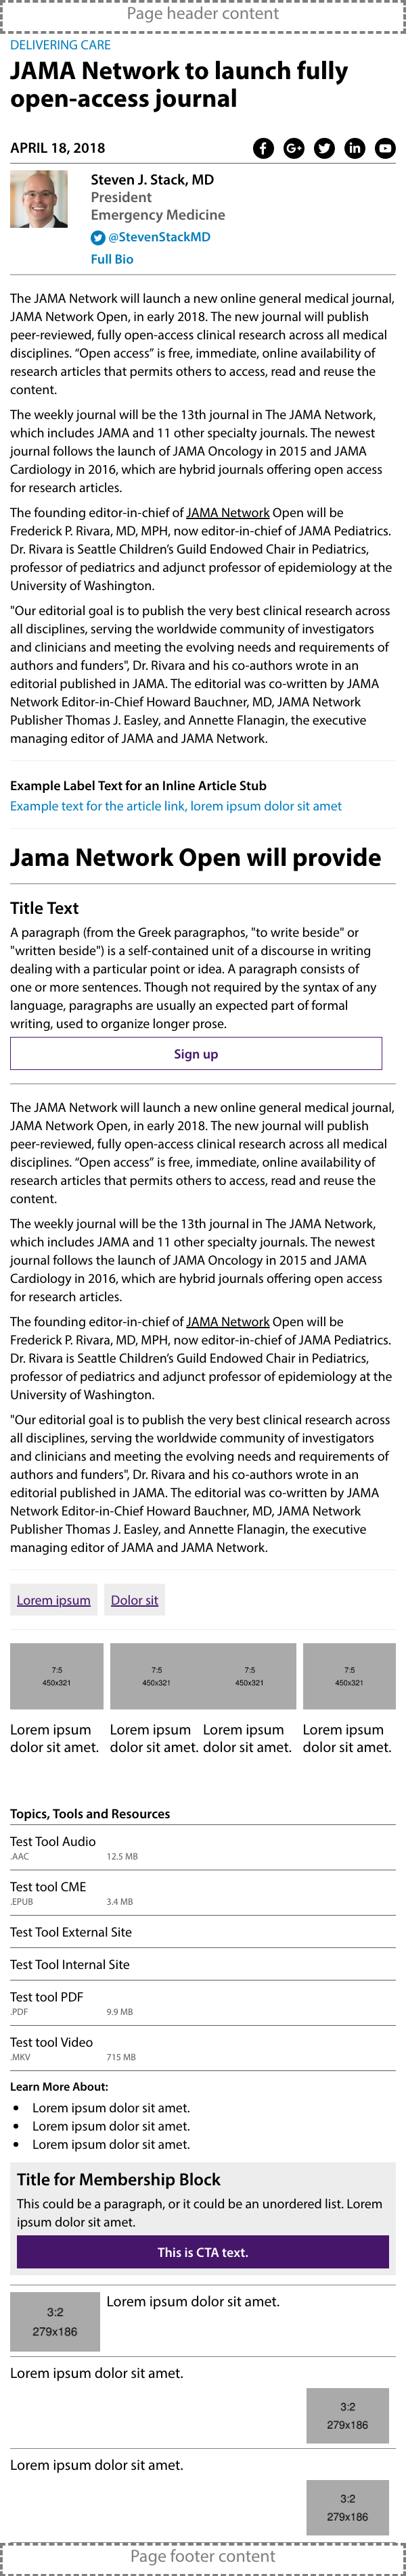 Page header content
DELIVERING CARE
JAMA Network to launch fully
open-access journal
APRIL 18, 2018
Steven J. Stack, MD
President
Emergency Medicine
@StevenStackMD
Full Bio
The JAMA Network will launch a new online general medical journal,
JAMA Network Open, in early 2018. The new journal will publish
peer-reviewed, fully open-access clinical research across all medical
disciplines. “Open access” is free, immediate, online availability of
research articles that permits others to access, read and reuse the
content.
The weekly journal will be the 13th journal in The JAMA Network,
which includes JAMA and 11 other specialty journals. The newest
journal follows the launch of JAMA Oncology in 2015 and JAMA
Cardiology in 2016, which are hybrid journals offering open access
for research articles.
The founding editor-in-chief of JAMA Network Open will be
Frederick P. Rivara, MD, MPH, now editor-in-chief of JAMA Pediatrics.
Dr. Rivara is Seattle Children’s Guild Endowed Chair in Pediatrics,
professor of pediatrics and adjunct professor of epidemiology at the
University of Washington.
"Our editorial goal is to publish the very best clinical research across
all disciplines, serving the worldwide community of investigators
and clinicians and meeting the evolving needs and requirements of
authors and funders", Dr. Rivara and his co-authors wrote in an
editorial published in JAMA. The editorial was co-written by JAMA
Network Editor-in-Chief Howard Bauchner, MD, JAMA Network
Publisher Thomas J. Easley, and Annette Flanagin, the executive
managing editor of JAMA and JAMA Network.
Example Label Text for an Inline Article Stub
Example text for the article link, lorem ipsum dolor sit amet
Jama Network Open will provide
Title Text
A paragraph (from the Greek paragraphos, "to write beside" or
"written beside") is a self-contained unit of a discourse in writing
dealing with a particular point or idea. A paragraph consists of
one or more sentences. Though not required by the syntax of any
language, paragraphs are usually an expected part of formal
writing, used to organize longer prose.
Sign up
The JAMA Network will launch a new online general medical journal,
JAMA Network Open, in early 2018. The new journal will publish
peer-reviewed, fully open-access clinical research across all medical
disciplines. “Open access” is free, immediate, online availability of
research articles that permits others to access, read and reuse the
content.
The weekly journal will be the 13th journal in The JAMA Network,
which includes JAMA and 11 other specialty journals. The newest
journal follows the launch of JAMA Oncology in 2015 and JAMA
Cardiology in 2016, which are hybrid journals offering open access
for research articles.
The founding editor-in-chief of JAMA Network Open will be
Frederick P. Rivara, MD, MPH, now editor-in-chief of JAMA Pediatrics.
Dr. Rivara is Seattle Children’s Guild Endowed Chair in Pediatrics,
professor of pediatrics and adjunct professor of epidemiology at the
University of Washington.
"Our editorial goal is to publish the very best clinical research across
all disciplines, serving the worldwide community of investigators
and clinicians and meeting the evolving needs and requirements of
authors and funders", Dr. Rivara and his co-authors wrote in an
editorial published in JAMA. The editorial was co-written by JAMA
Network Editor-in-Chief Howard Bauchner, MD, JAMA Network
Publisher Thomas J. Easley, and Annette Flanagin, the executive
managing editor of JAMA and JAMA Network.
Lorem ipsum Dolor sit
7:5 7:5 7:5 7:5
450x321 450x321 450x321 450x321
Lorem ipsum Lorem ipsum Lorem ipsum Lorem ipsum
dolor sit amet. dolor sit amet. dolor sit amet. dolor sit amet.
Topics, Tools and Resources
Test Tool Audio
.AAC 12.5 MB
Test tool CME
.EPUB 3.4 MB
Test Tool External Site
Test Tool Internal Site
Test tool PDF
.PDF 9.9 MB
Test tool Video
.MKV 715 MB
Learn More About:
• Lorem ipsum dolor sit amet.
• Lorem ipsum dolor sit amet.
• Lorem ipsum dolor sit amet.
Title for Membership Block
This could be a paragraph, or it could be an unordered list. Lorem
ipsum dolor sit amet.
This is CTA text.
Lorem ipsum dolor sit amet.
3:2
279x186
Lorem ipsum dolor sit amet.
3:2
279x186
Lorem ipsum dolor sit amet.
3:2
279x186
Page footer content